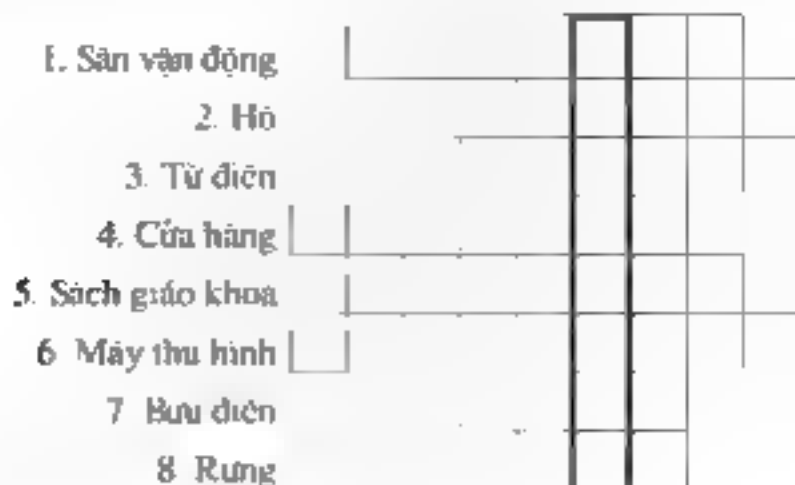 1. Sân vận động
2. Hồ
3. Từ điển
4. Cửa hàng
5. Sách giáo khoa
6 Máy thu hình
7 Bưu điện
8 Rừng